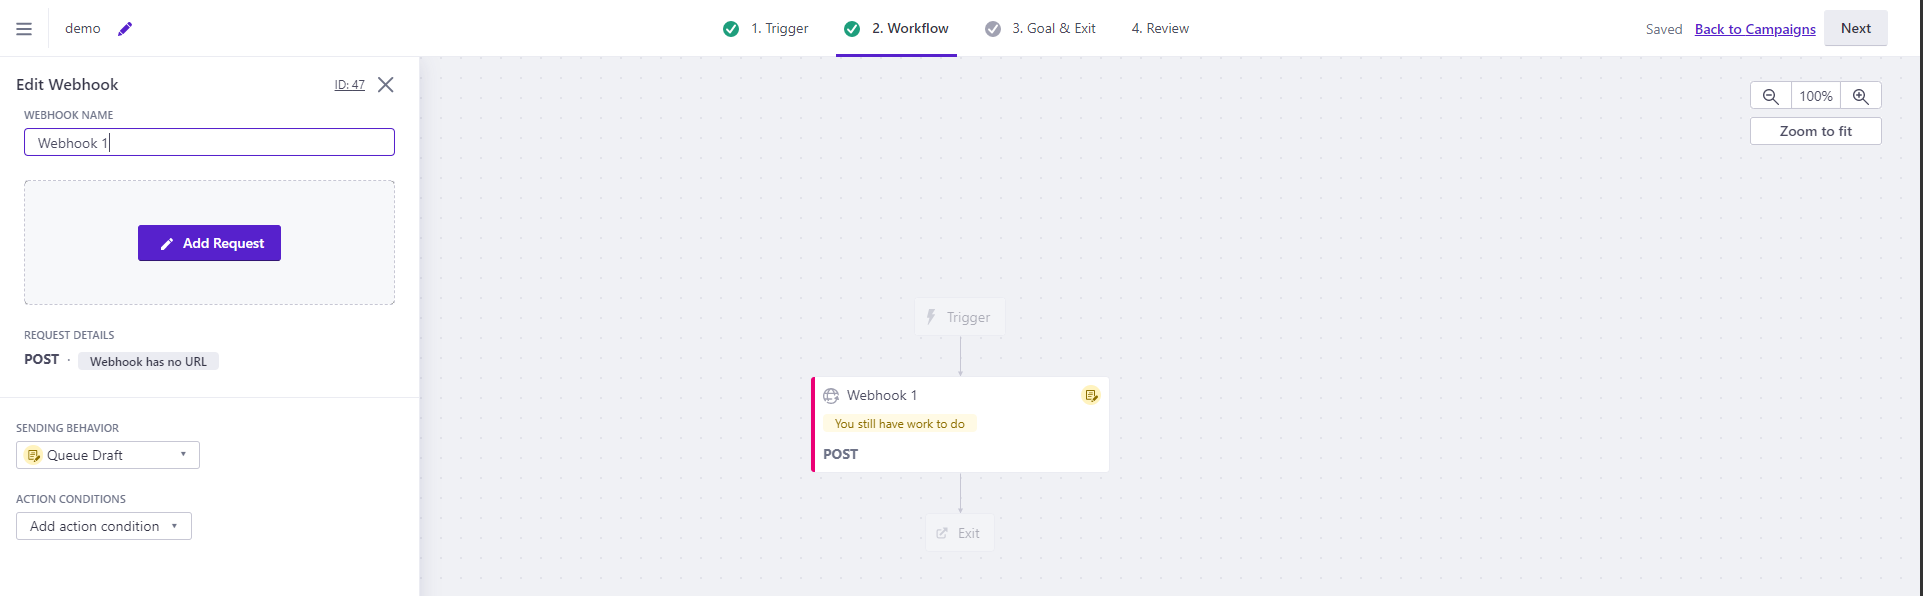 demo
1. Trigger
2. Workflow
3. Goal & Exit
4. Review
Saved
Back to Campaigns
Next
Edit Webhook
ID: 47
WEBHOOK NAME
Webhook 1
Add Request
REQUEST DETAILS
POST · Webhook has no URL
SENDING BEHAVIOR
Queue Draft
ACTION CONDITIONS
Add action condition
100%
Zoom to fit
Trigger
Webhook 1
You still have work to do
POST
Exit